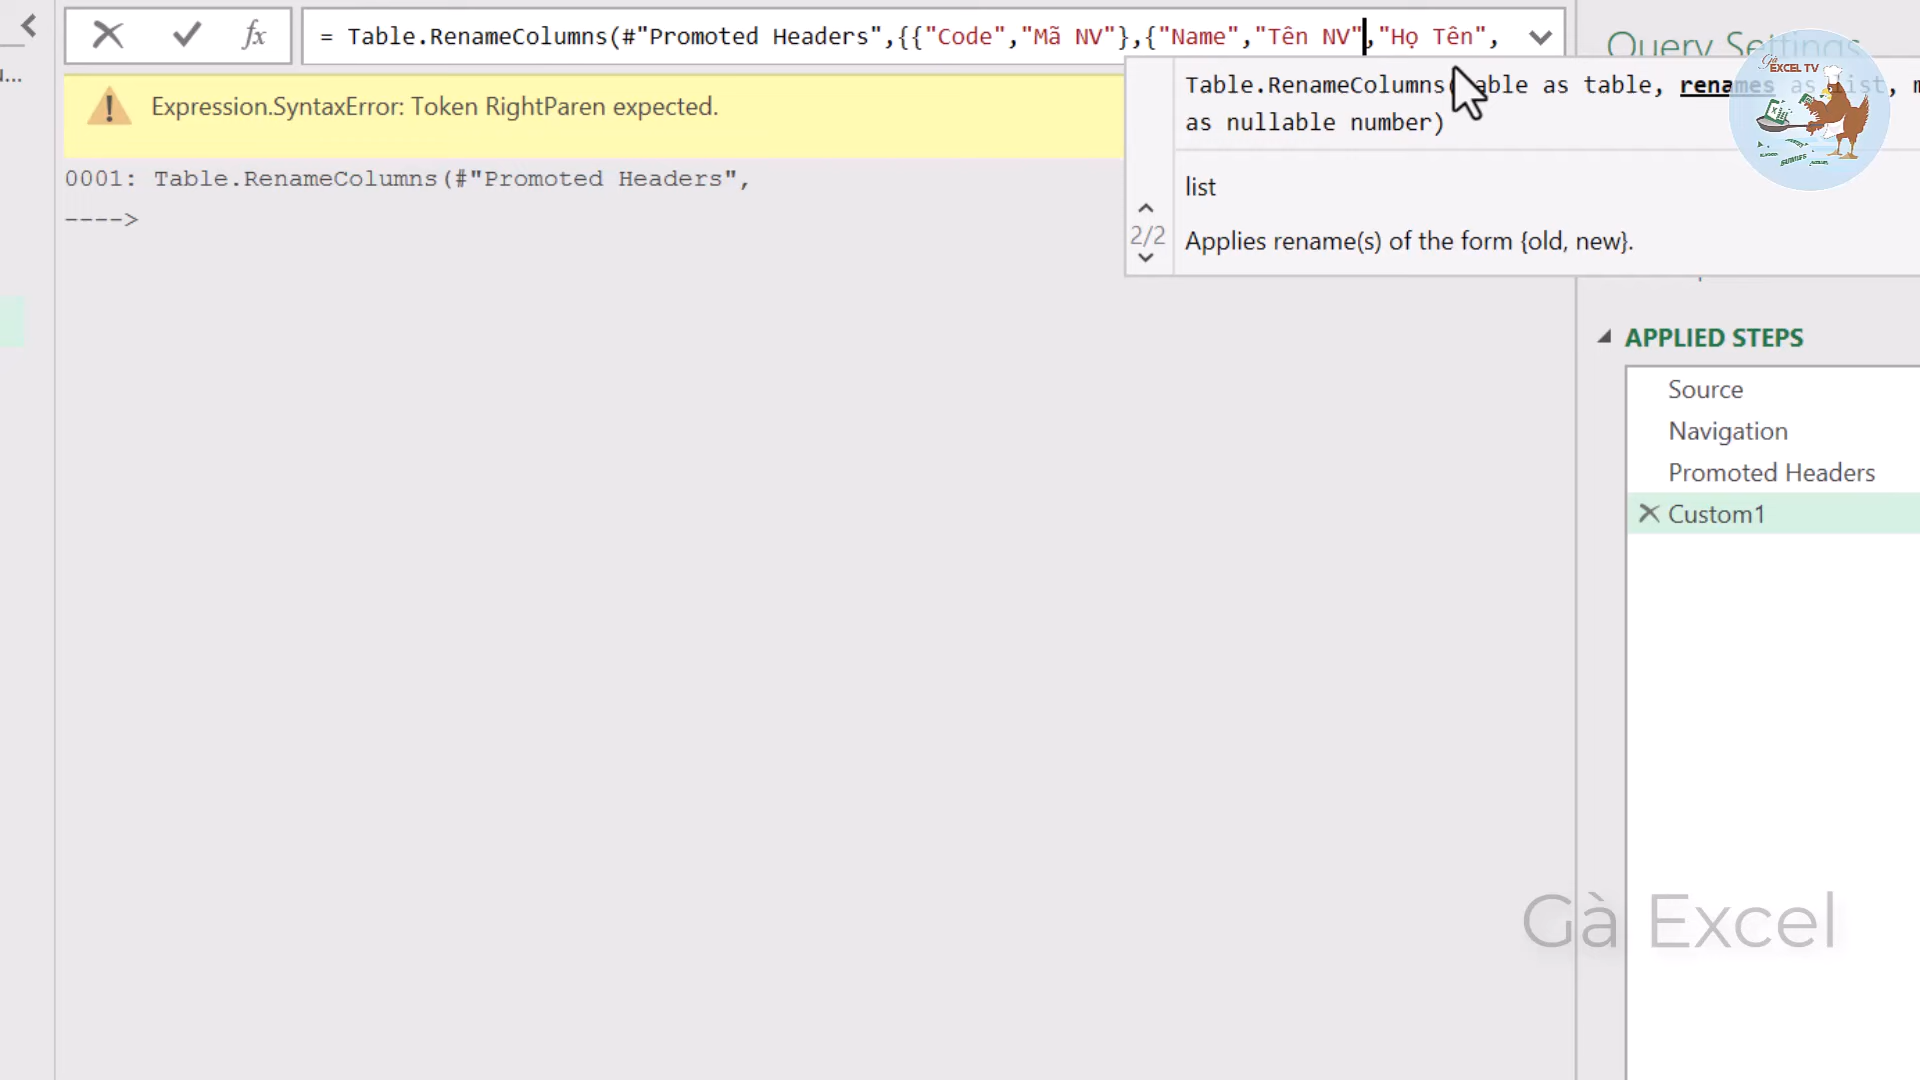 = Table.RenameColumns(#"Promoted Headers",{{"Code","Mã NV"},{"Name","Tên NV","Họ Tên",
Query Settings
Gà
EXCEL TV
u...
Table.RenameColumns(table as table, renames as list, m
as nullable number)
Expression.SyntaxError: Token RightParen expected.
0001: Table.RenameColumns(#"Promoted Headers",
---->
list
2/2
Applies rename(s) of the form {old, new}.
APPLIED STEPS
Source
Navigation
Promoted Headers
Custom1
Gà Excel